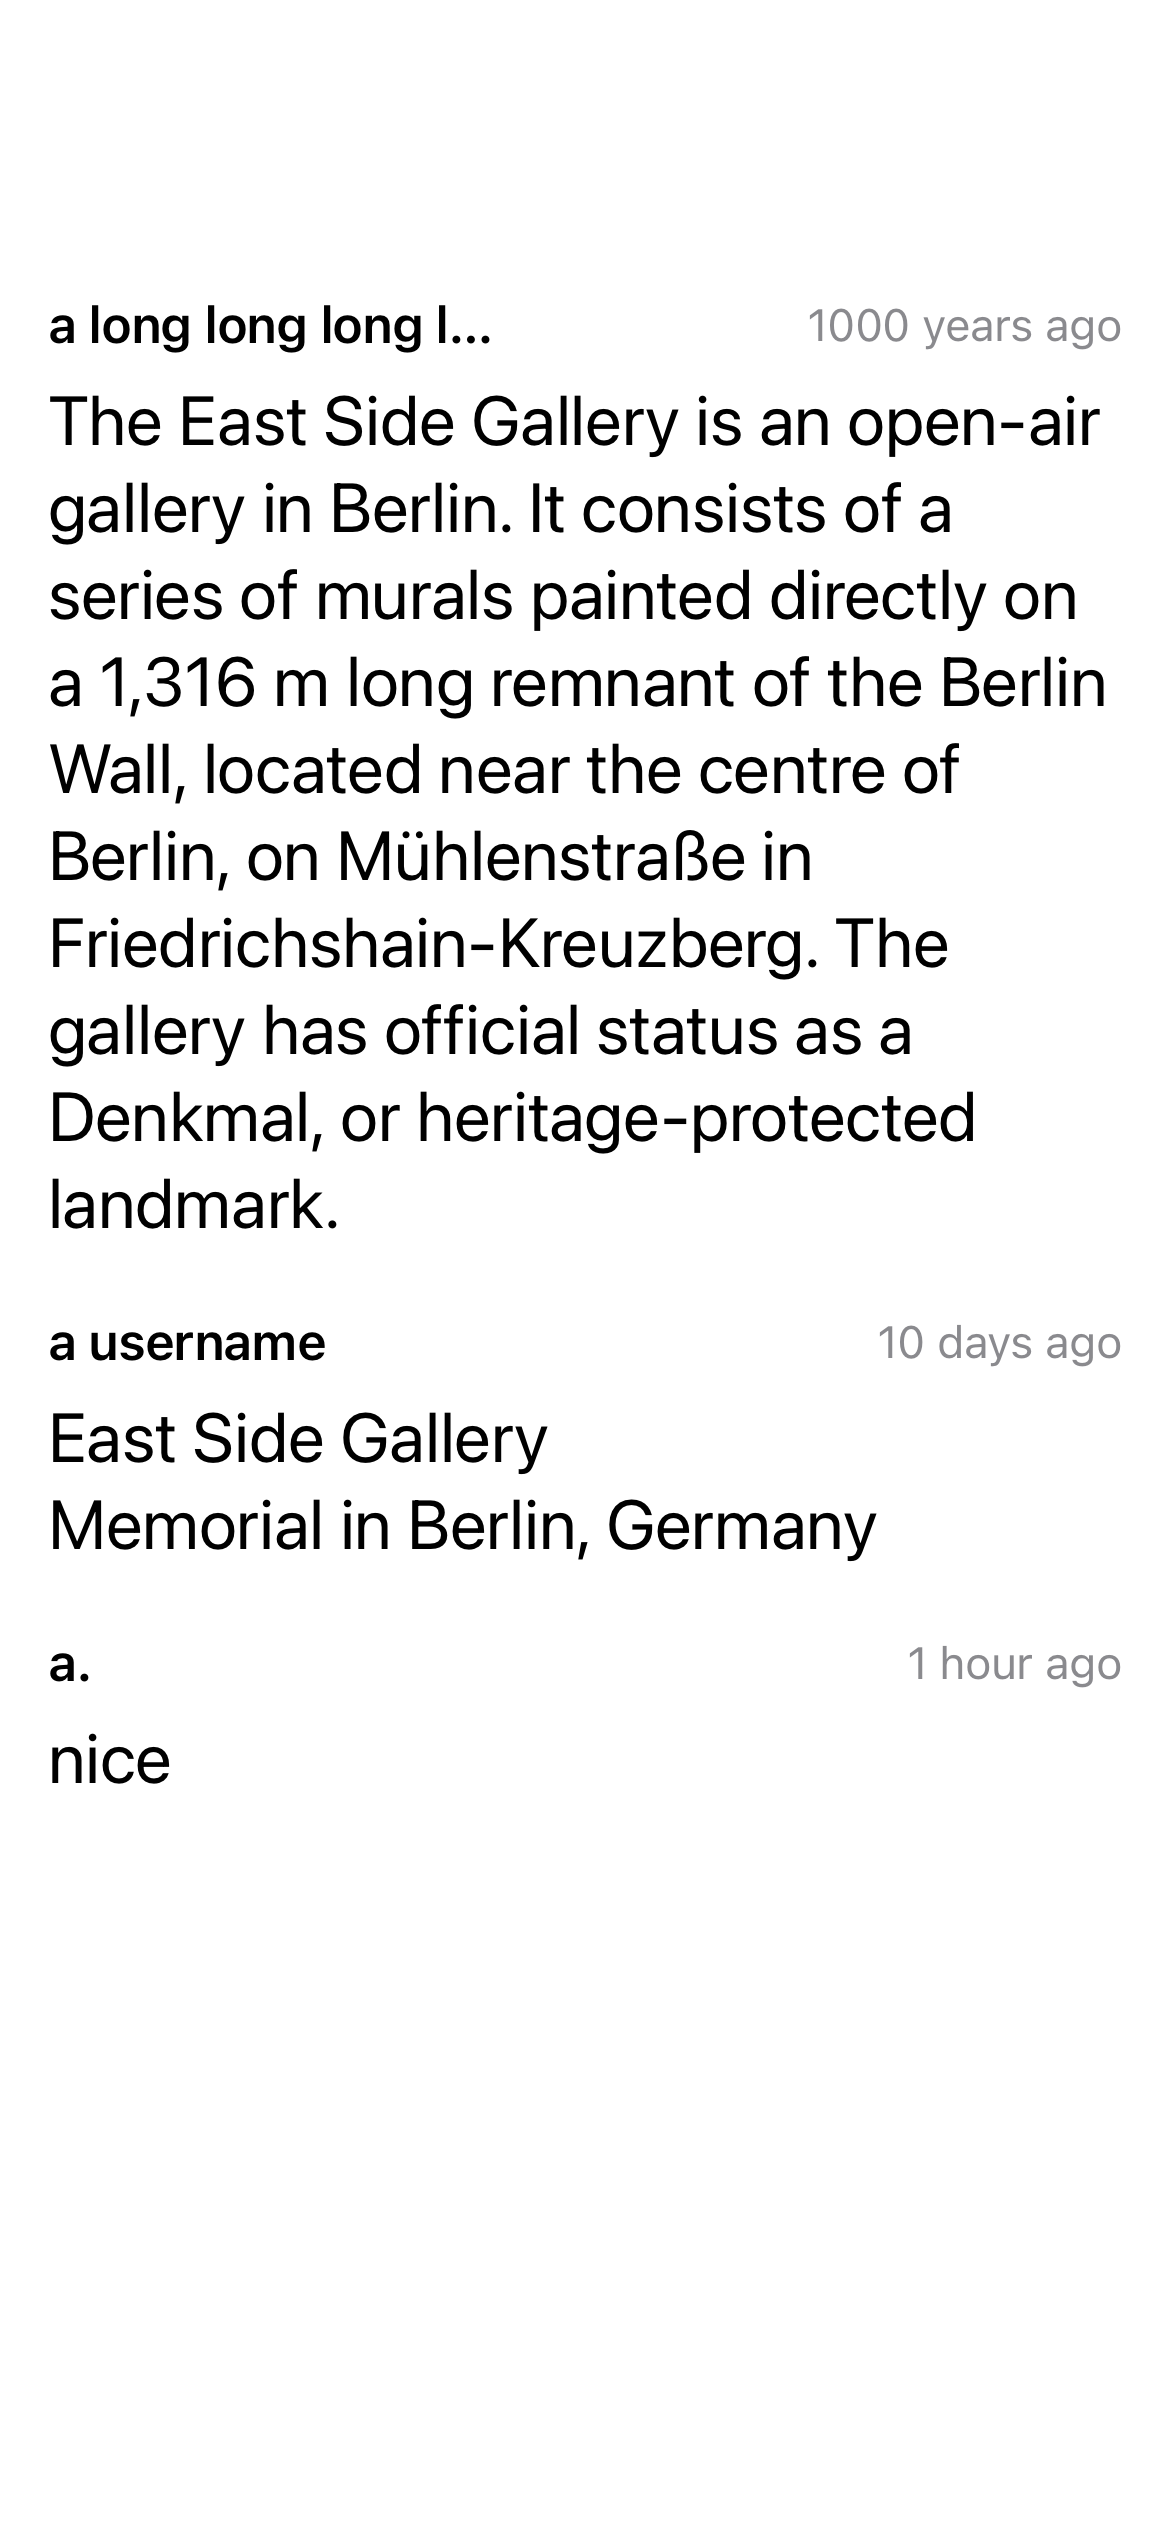 a long long long l...
1000 years ago
The East Side Gallery is an open-air
gallery in Berlin. It consists of a
series of murals painted directly on
a 1,316 m long remnant of the Berlin
Wall, located near the centre of
Berlin, on Mühlenstraße in
Friedrichshain-Kreuzberg. The
gallery has official status as a
Denkmal, or heritage-protected
landmark.
a username
10 days ago
East Side Gallery
Memorial in Berlin, Germany
a.
1 hour ago
nice